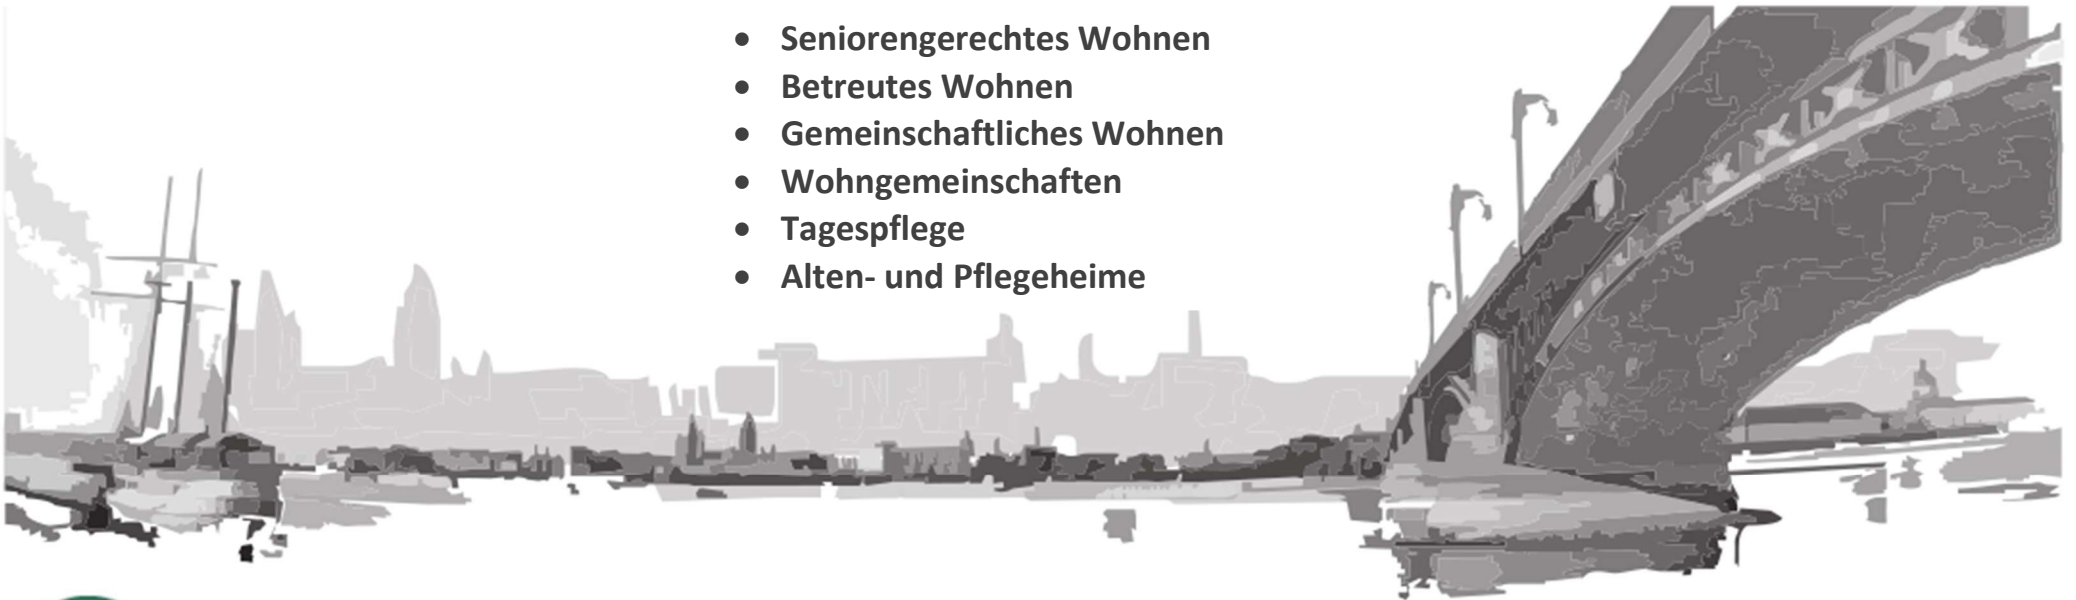 • Seniorengerechtes Wohnen
• Betreutes Wohnen
• Gemeinschaftliches Wohnen
• Wohngemeinschaften
• Tagespflege
• Alten- und Pflegeheime